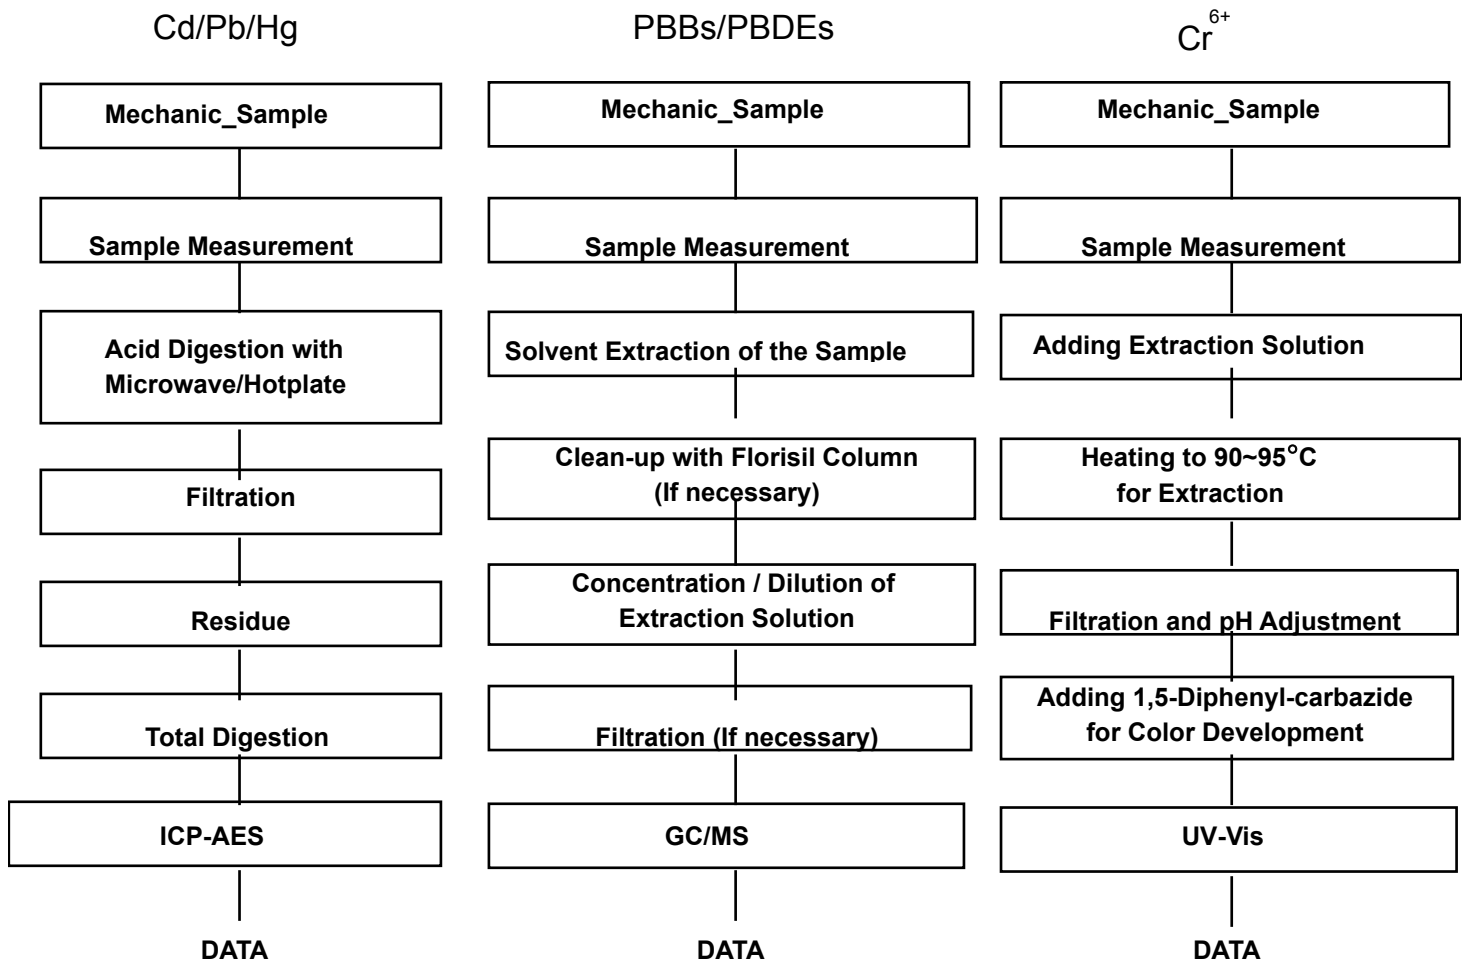 Cd/Pb/Hg
Mechanic_Sample
Sample Measurement
Acid Digestion with
Microwave/Hotplate
Filtration
Residue
Total Digestion
ICP-AES
DATA
PBBs/PBDEs
Mechanic_Sample
Sample Measurement
Solvent Extraction of the Sample
Clean-up with Florisil Column
(If necessary)
Concentration / Dilution of
Extraction Solution
Filtration (If necessary)
GC/MS
DATA
Cr6+
Mechanic_Sample
Sample Measurement
Adding Extraction Solution
Heating to 90~95°C
for Extraction
Filtration and pH Adjustment
Adding 1,5-Diphenyl-carbazide
for Color Development
UV-Vis
DATA